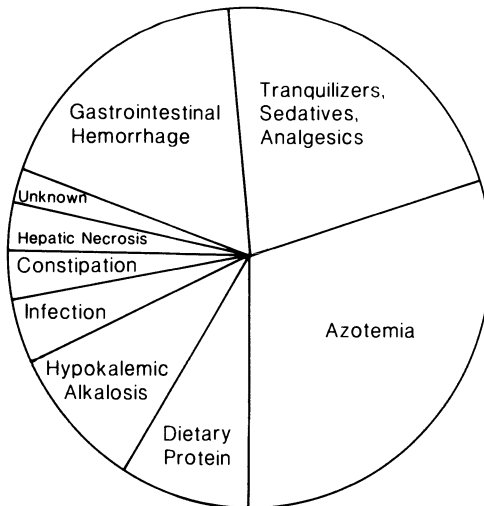 Tranquilizers,
Sedatives,
Analgesics
Gastrointestinal
Hemorrhage
Unknown
Hepatic Necrosis
Constipation
Infection
Hypokalemic
Alkalosis
Dietary
Protein
Azotemia